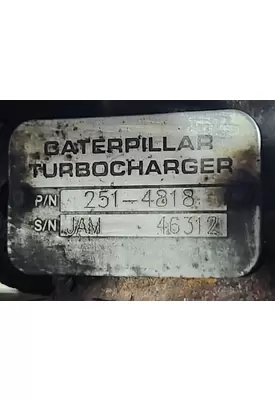 CATERPILLAR
TURBOCHARGER
P/N 251-4818
S/N JAM 46312